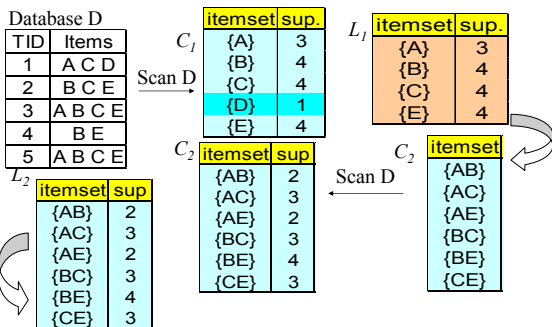 Database D
TID Items
1 A C D
2 B C E
3 A B C E
4 B E
5 A B C E
Scan D
C1
itemset sup.
{A} 3
{B} 4
{C} 4
{D} 1
{E} 4
L1
itemset sup.
{A} 3
{B} 4
{C} 4
{E} 4
C2
itemset
{AB}
{AC}
{AE}
{BC}
{BE}
{CE}
Scan D
C2
itemset sup
{AB} 2
{AC} 3
{AE} 2
{BC} 3
{BE} 4
{CE} 3
L2
itemset sup
{AB} 2
{AC} 3
{AE} 2
{BC} 3
{BE} 4
{CE} 3